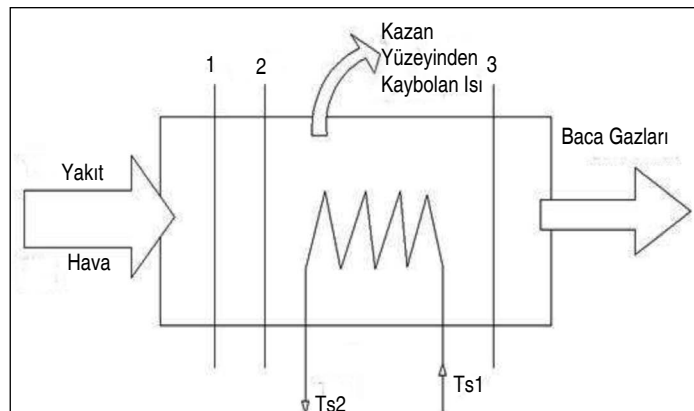 Kazan
Yüzeyinden
Kaybolan Isı
1
2
3
Baca Gazları
Yakıt
Hava
Ts2
Ts1